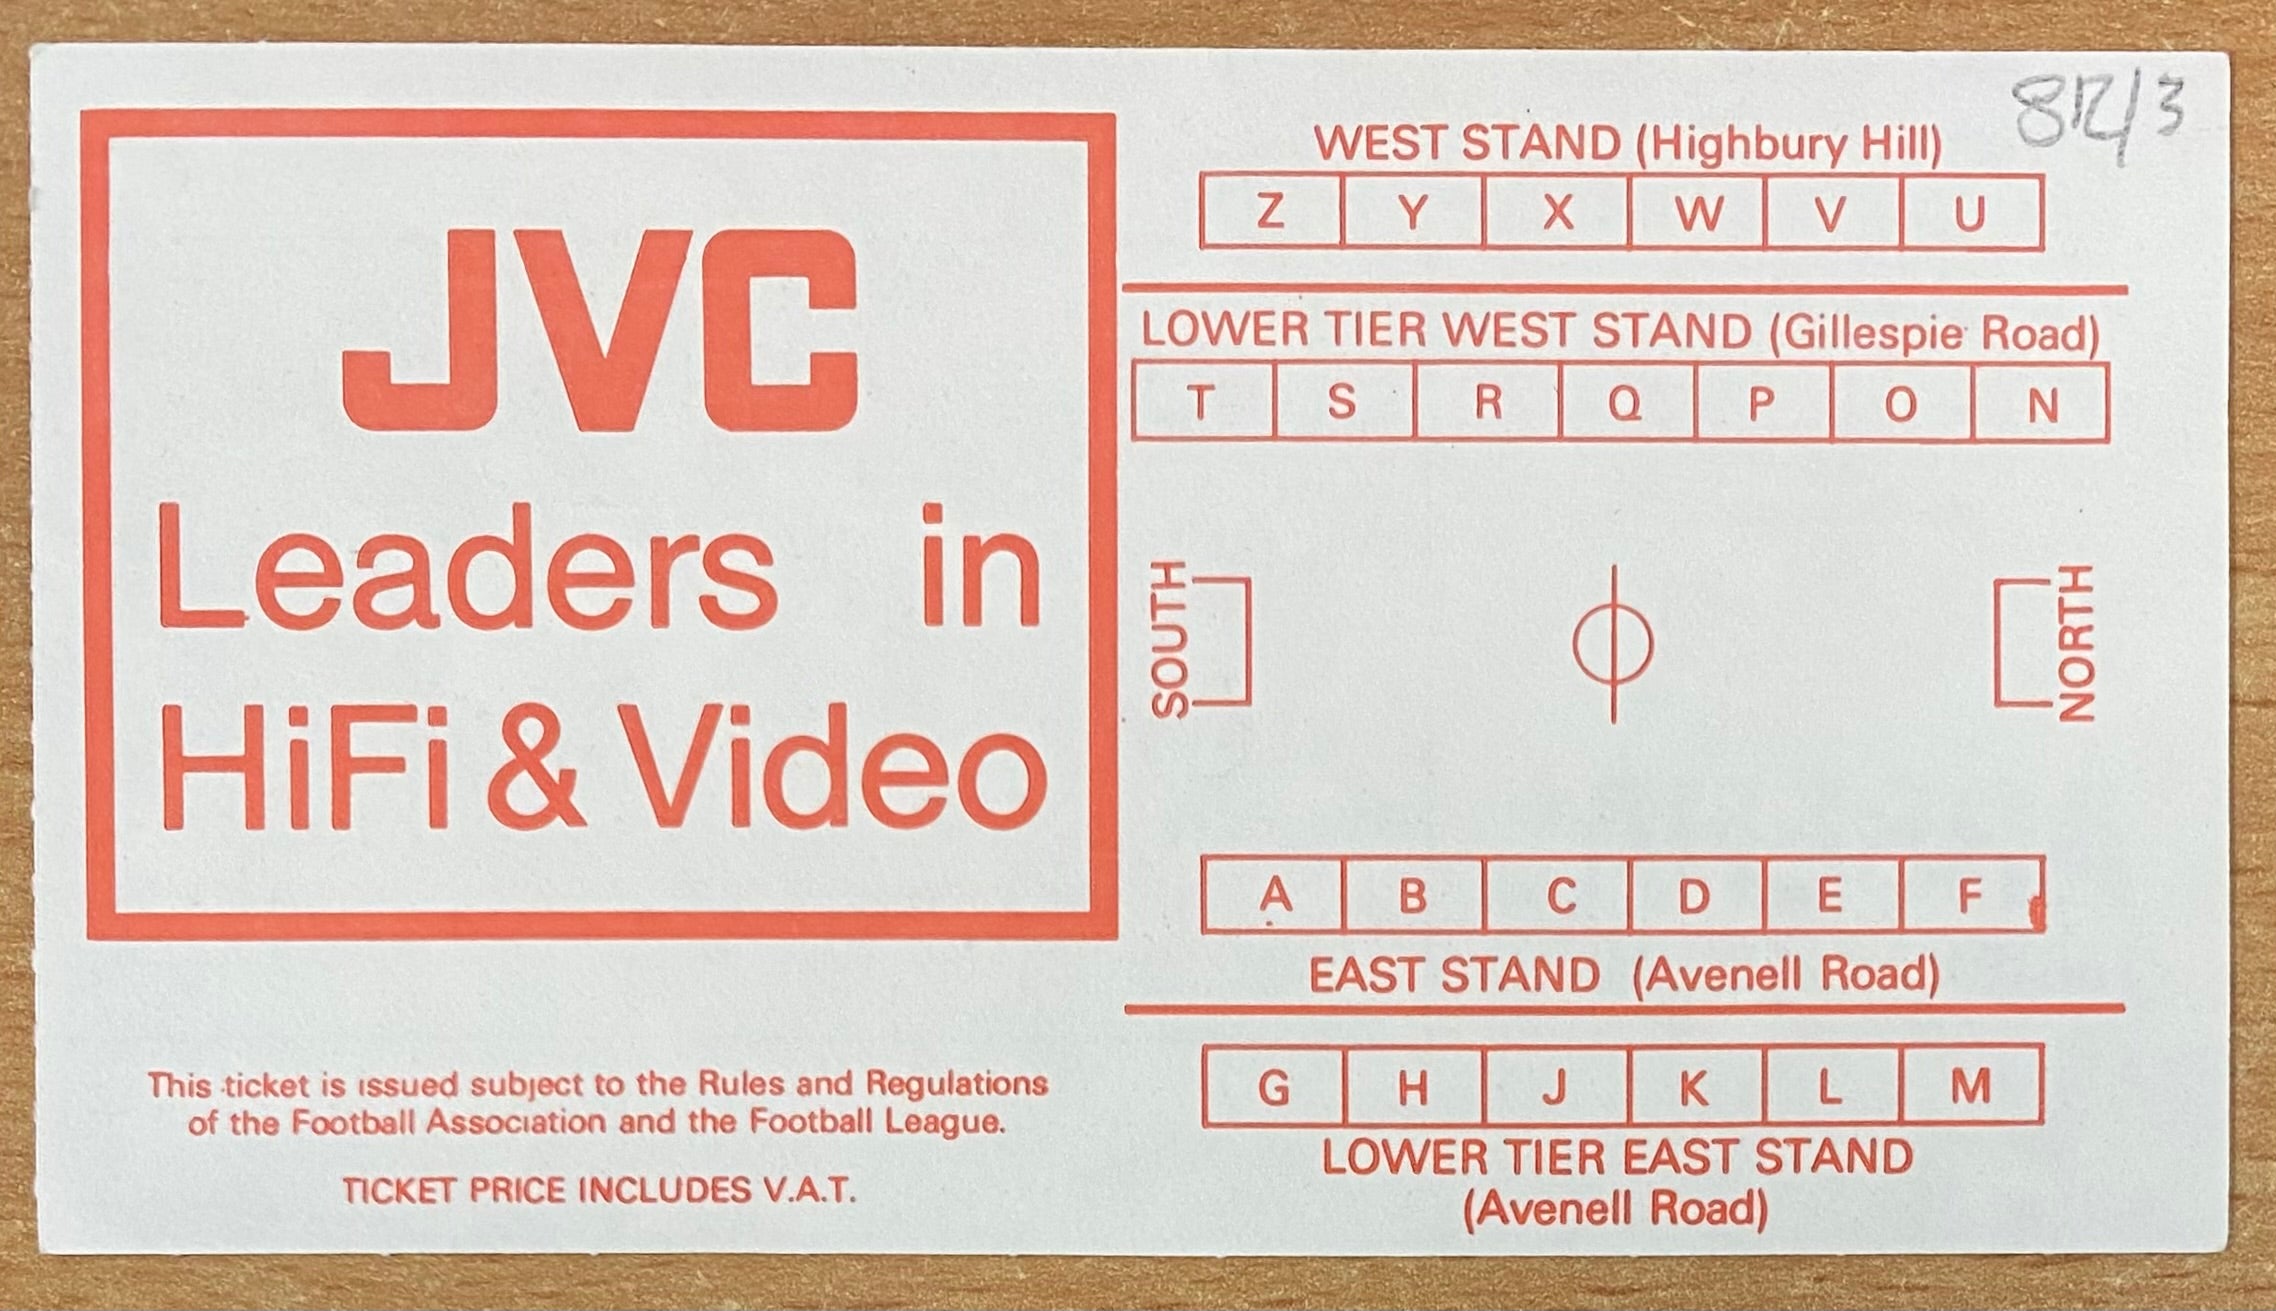 JVC
Leaders in
HiFi & Video
This ticket is issued subject to the Rules and Regulations
of the Football Association and the Football League.
TICKET PRICE INCLUDES V.A.T.
812/3
WEST STAND (Highbury Hill)
Z Y X W V U
LOWER TIER WEST STAND (Gillespie Road)
T S R Q P O N
SOUTH
NORTH
A B C D E F
EAST STAND (Avenell Road)
G H J K L M
LOWER TIER EAST STAND
(Avenell Road)